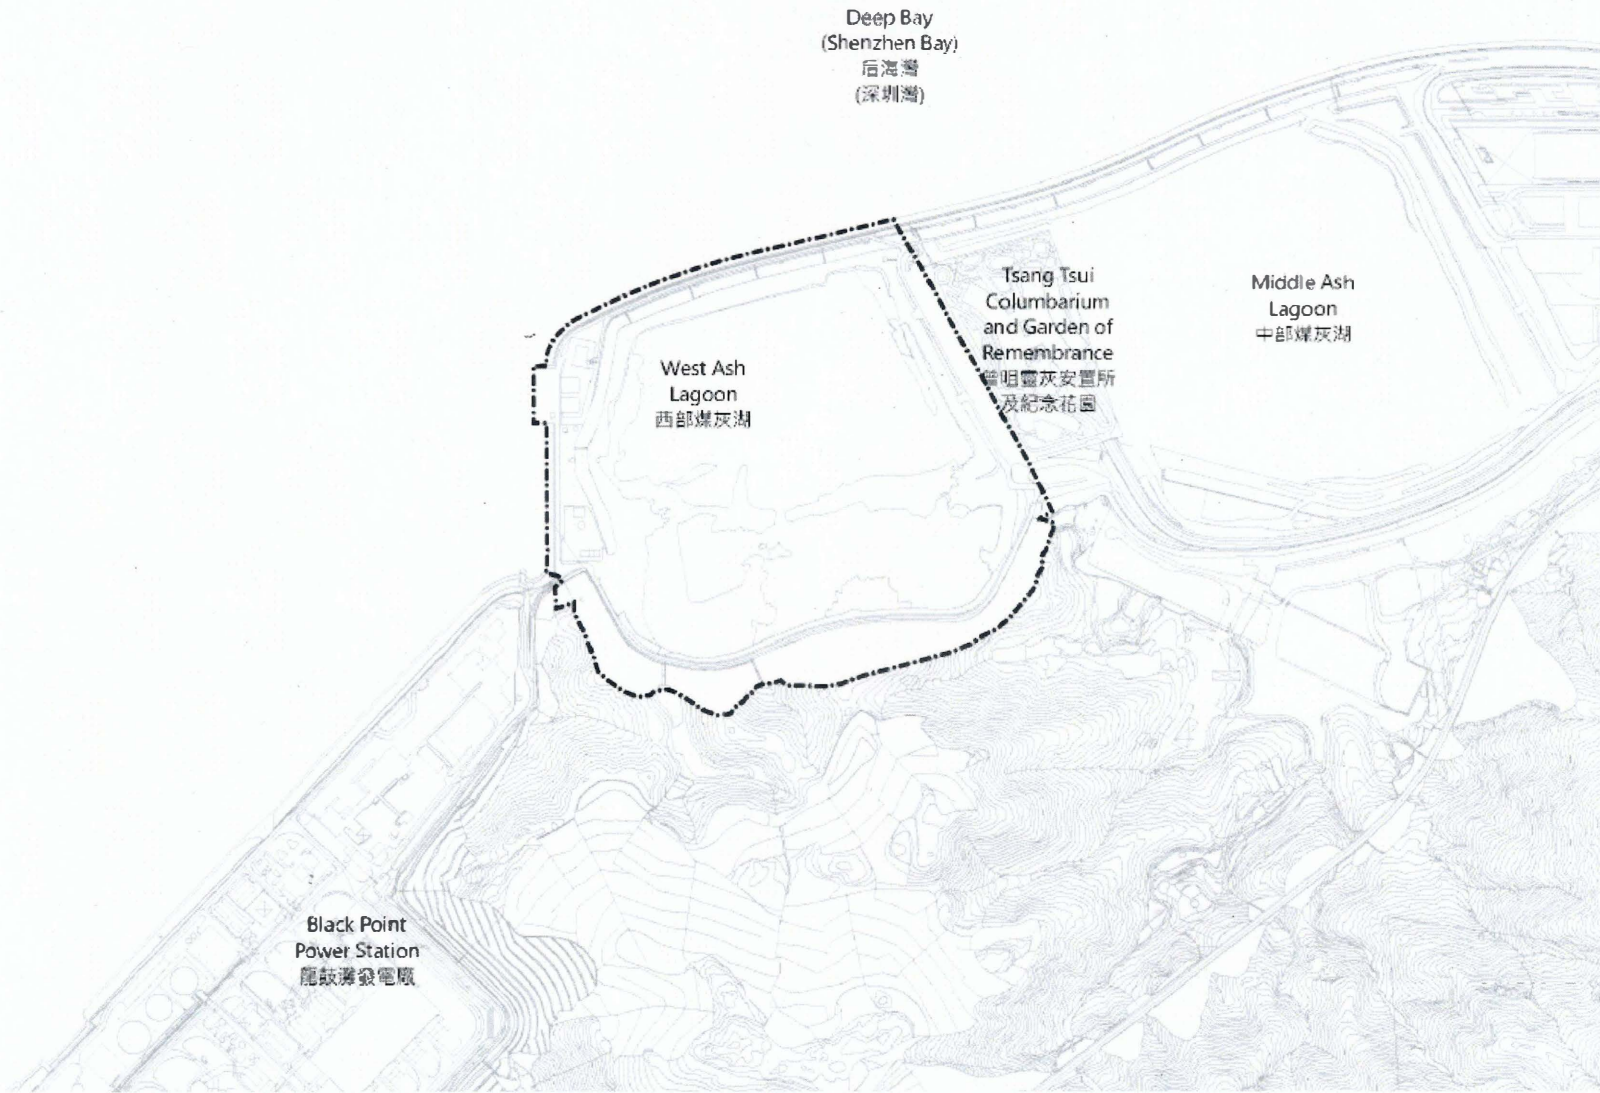 Deep Bay
(Shenzhen Bay)
后海灣
(深圳灣)
Tsang Tsui
Columbarium
and Garden of
Remembrance
曾咀靈灰安置所
及紀念花園
Middle Ash
Lagoon
中部煤灰湖
West Ash
Lagoon
西部煤灰湖
Black Point
Power Station
龍鼓灘發電廠